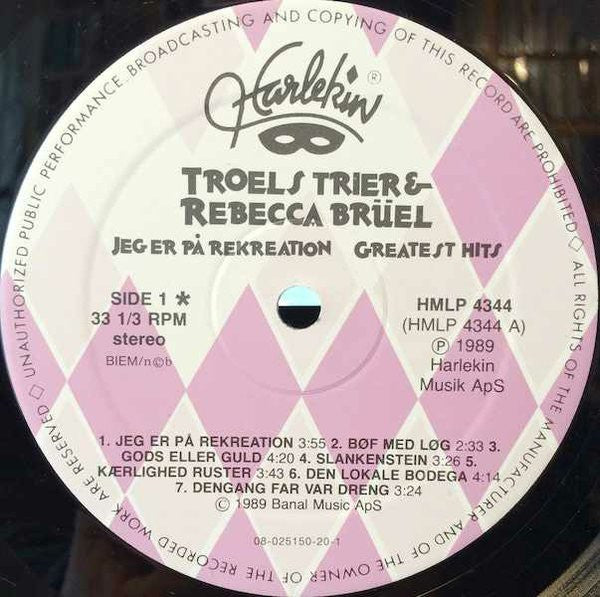 UNAUTHORIZED PUBLIC PERFORMANCE. BROADCASTING AND COPYING OF THIS RECORD ARE PROHIBITED ◇ ALL RIGHTS OF THE MANUFACTURER AND OF THE OWNER OF THE RECORDED WORK ARE RESERVED ◇
Harlekin ®
TROELS TRIER &
REBECCA BRÜEL
JEG ER PÅ REKREATION GREATEST HITS
SIDE 1 *
33 1/3 RPM
stereo
BIEM/n©b
HMLP 4344
(HMLP 4344 A)
Ⓟ 1989
Harlekin
Musik ApS
1. JEG ER PÅ REKREATION 3:55 2. BØF MED LØG 2:33 3.
GODS ELLER GULD 4:20 4. SLANKENSTEIN 3:26 5.
KÆRLIGHED RUSTER 3:43 6. DEN LOKALE BODEGA 4:14
7. DENGANG FAR VAR DRENG 3:24
© 1989 Banal Music ApS
08-025150-20-1